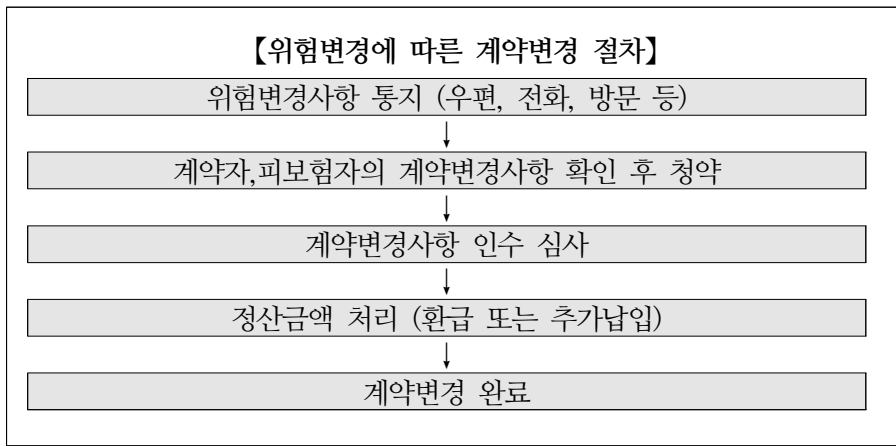 【위험변경에 따른 계약변경 절차】
위험변경사항 통지 (우편, 전화, 방문 등)
계약자,피보험자의 계약변경사항 확인 후 청약
계약변경사항 인수 심사
정산금액 처리 (환급 또는 추가납입)
계약변경 완료